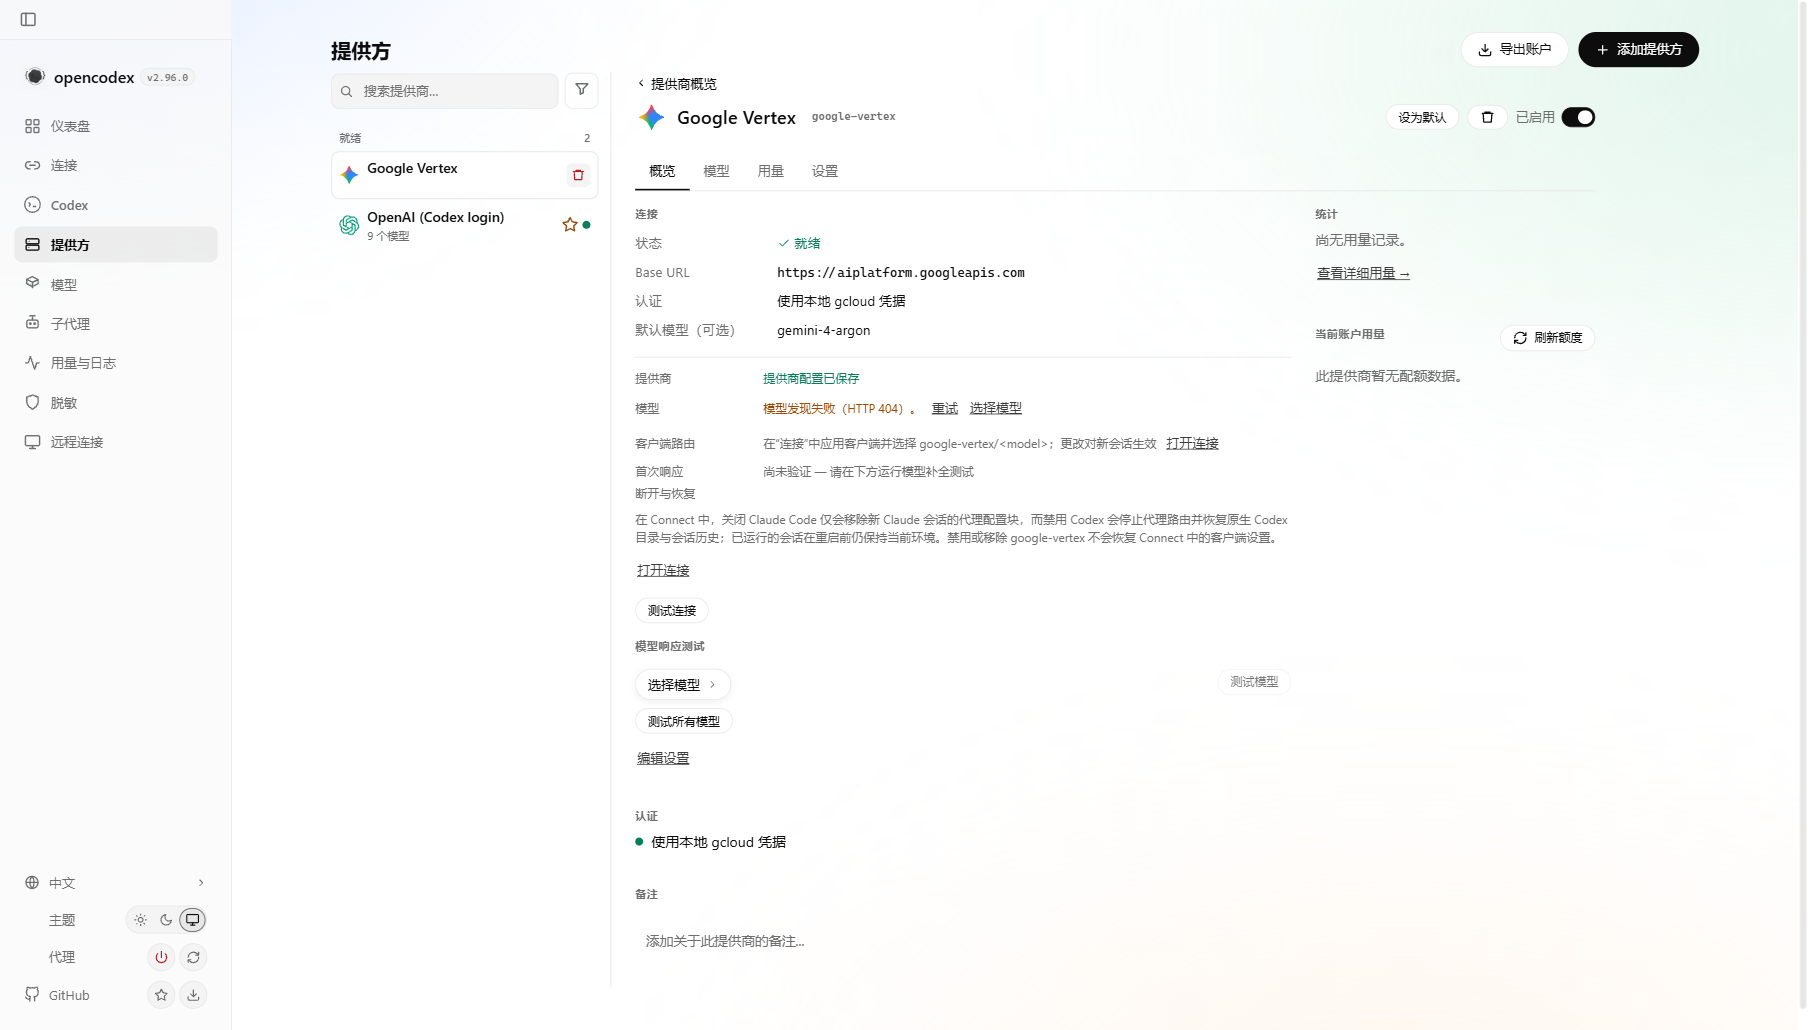 opencodex v2.96.0
仪表盘
连接
Codex
提供方
模型
子代理
用量与日志
脱敏
远程连接
中文
主题
代理
GitHub
提供方
导出账户
添加提供方
搜索提供商...
就绪 2
Google Vertex
OpenAI (Codex login)
9 个模型
提供商概览
Google Vertex google-vertex
设为默认
已启用
概览 模型 用量 设置
连接
状态 就绪
Base URL https://aiplatform.googleapis.com
认证 使用本地 gcloud 凭据
默认模型（可选） gemini-4-argon
提供商 提供商配置已保存
模型 模型发现失败（HTTP 404）。 重试 选择模型
客户端路由 在“连接”中应用客户端并选择 google-vertex/<model>；更改对新会话生效 打开连接
首次响应 尚未验证 — 请在下方运行模型补全测试
断开与恢复
在 Connect 中，关闭 Claude Code 仅会移除新 Claude 会话的代理配置块，而禁用 Codex 会停止代理路由并恢复原生 Codex
目录与会话历史；已运行的会话在重启前仍保持当前环境。禁用或移除 google-vertex 不会恢复 Connect 中的客户端设置。
打开连接
测试连接
模型响应测试
选择模型
测试模型
测试所有模型
编辑设置
认证
使用本地 gcloud 凭据
备注
添加关于此提供商的备注...
统计
尚无用量记录。
查看详细用量 →
当前账户用量
刷新额度
此提供商暂无配额数据。